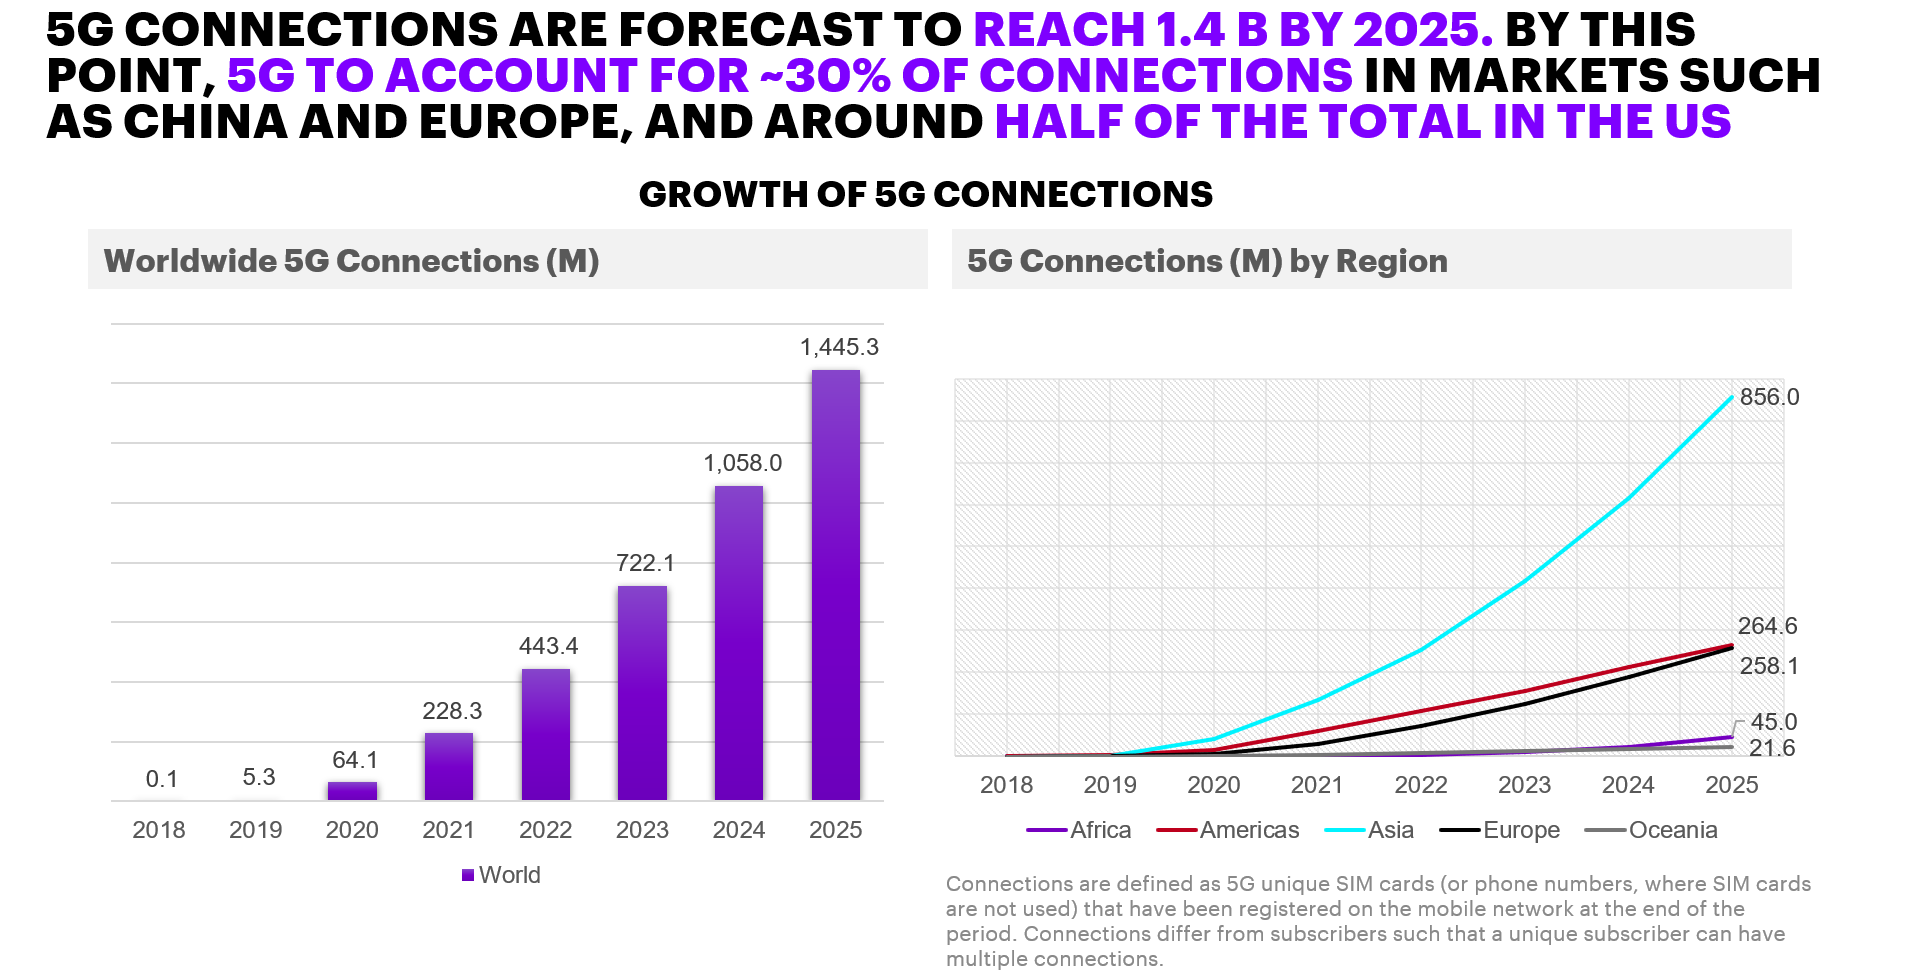 5G CONNECTIONS ARE FORECAST TO REACH 1.4 B BY 2025. BY THIS
POINT, 5G TO ACCOUNT FOR ~30% OF CONNECTIONS IN MARKETS SUCH
AS CHINA AND EUROPE, AND AROUND HALF OF THE TOTAL IN THE US
GROWTH OF 5G CONNECTIONS
Worldwide 5G Connections (M)
1,445.3
1,058.0
722.1
443.4
228.3
64.1
5.3
0.1
2018 2019 2020 2021 2022 2023 2024 2025
World
5G Connections (M) by Region
856.0
264.6
258.1
45.0
21.6
2018 2019 2020 2021 2022 2023 2024 2025
Africa Americas Asia Europe Oceania
Connections are defined as 5G unique SIM cards (or phone numbers, where SIM cards
are not used) that have been registered on the mobile network at the end of the
period. Connections differ from subscribers such that a unique subscriber can have
multiple connections.